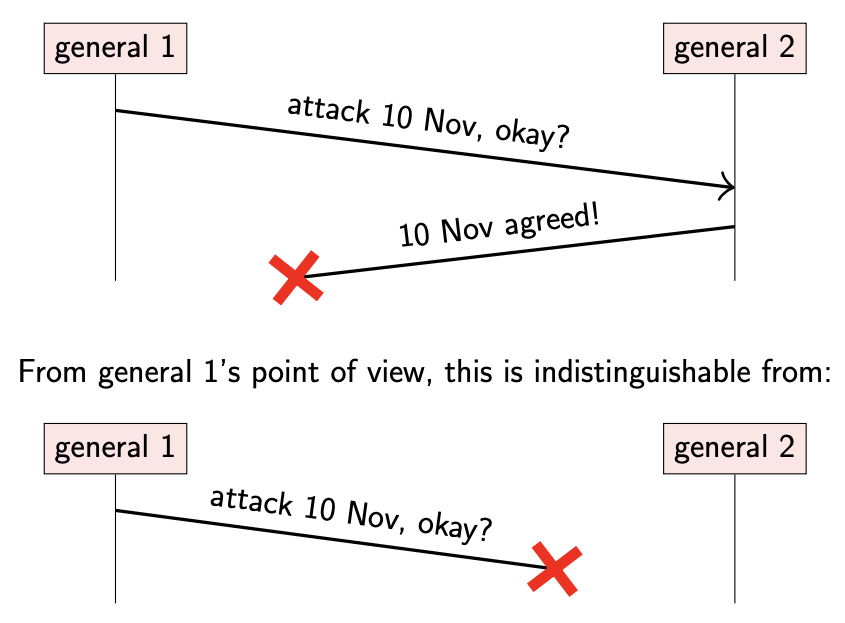 general 1
general 2
attack 10 Nov, okay?
10 Nov agreed!
From general 1's point of view, this is indistinguishable from:
general 1
general 2
attack 10 Nov, okay?